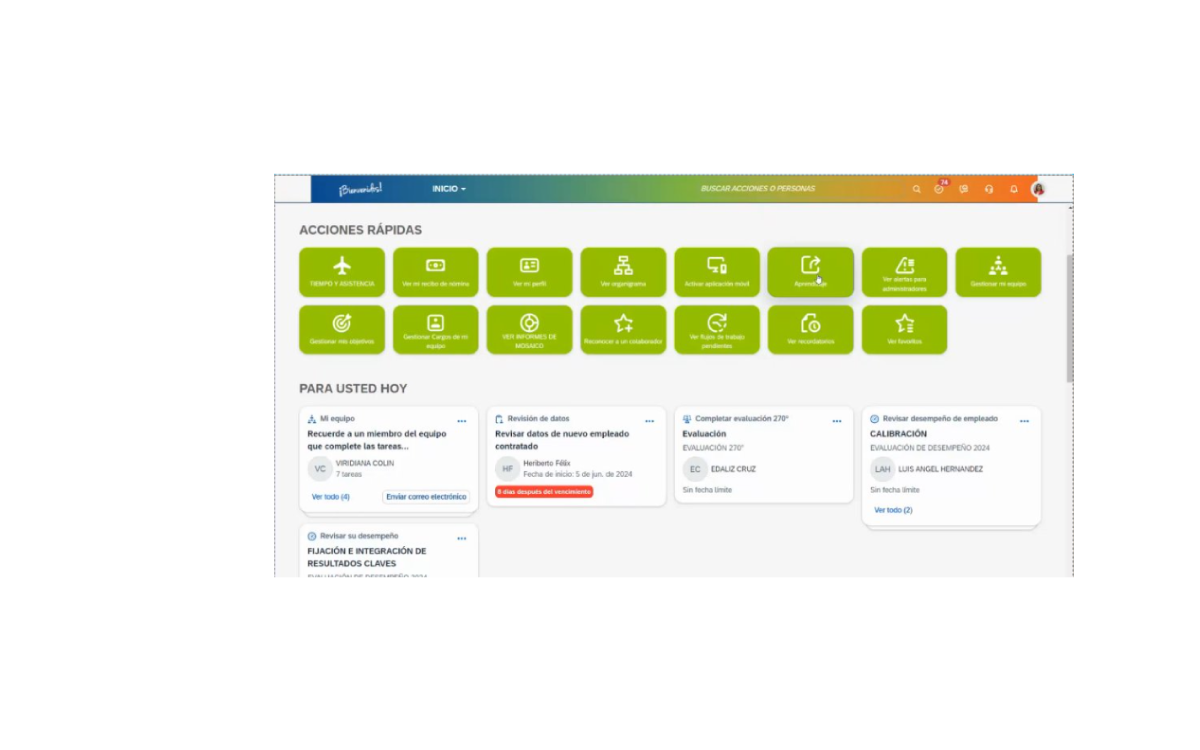 ¡Bienvenidos!
INICIO
BUSCAR ACCIONES O PERSONAS
74
ACCIONES RÁPIDAS
TIEMPO Y ASISTENCIA
Ver mi recibo de nómina
Ver mi perfil
Ver organigrama
Activar aplicación móvil
Aprendizaje
Ver alertas para
administradores
Gestionar mi equipo
Gestionar mis objetivos
Gestionar Cargos de mi
equipo
VER INFORMES DE
MOSAICO
Reconocer a un colaborador
Ver flujos de trabajo
pendientes
Ver recordatorios
Ver favoritos
PARA USTED HOY
Mi equipo
Recuerde a un miembro del equipo
que complete las tareas...
VC
VIRIDIANA COLIN
7 tareas
Ver todo (4)
Enviar correo electrónico
Revisión de datos
Revisar datos de nuevo empleado
contratado
HF
Heriberto Félix
Fecha de inicio: 5 de jun. de 2024
8 días después del vencimiento
Completar evaluación 270°
Evaluación
EVALUACIÓN 270°
EC
EDALIZ CRUZ
Sin fecha límite
Revisar desempeño de empleado
CALIBRACIÓN
EVALUACIÓN DE DESEMPEÑO 2024
LAH
LUIS ANGEL HERNANDEZ
Sin fecha límite
Ver todo (2)
Revisar su desempeño
FIJACIÓN E INTEGRACIÓN DE
RESULTADOS CLAVES
EVALUACIÓN DE DESEMPEÑO 2024